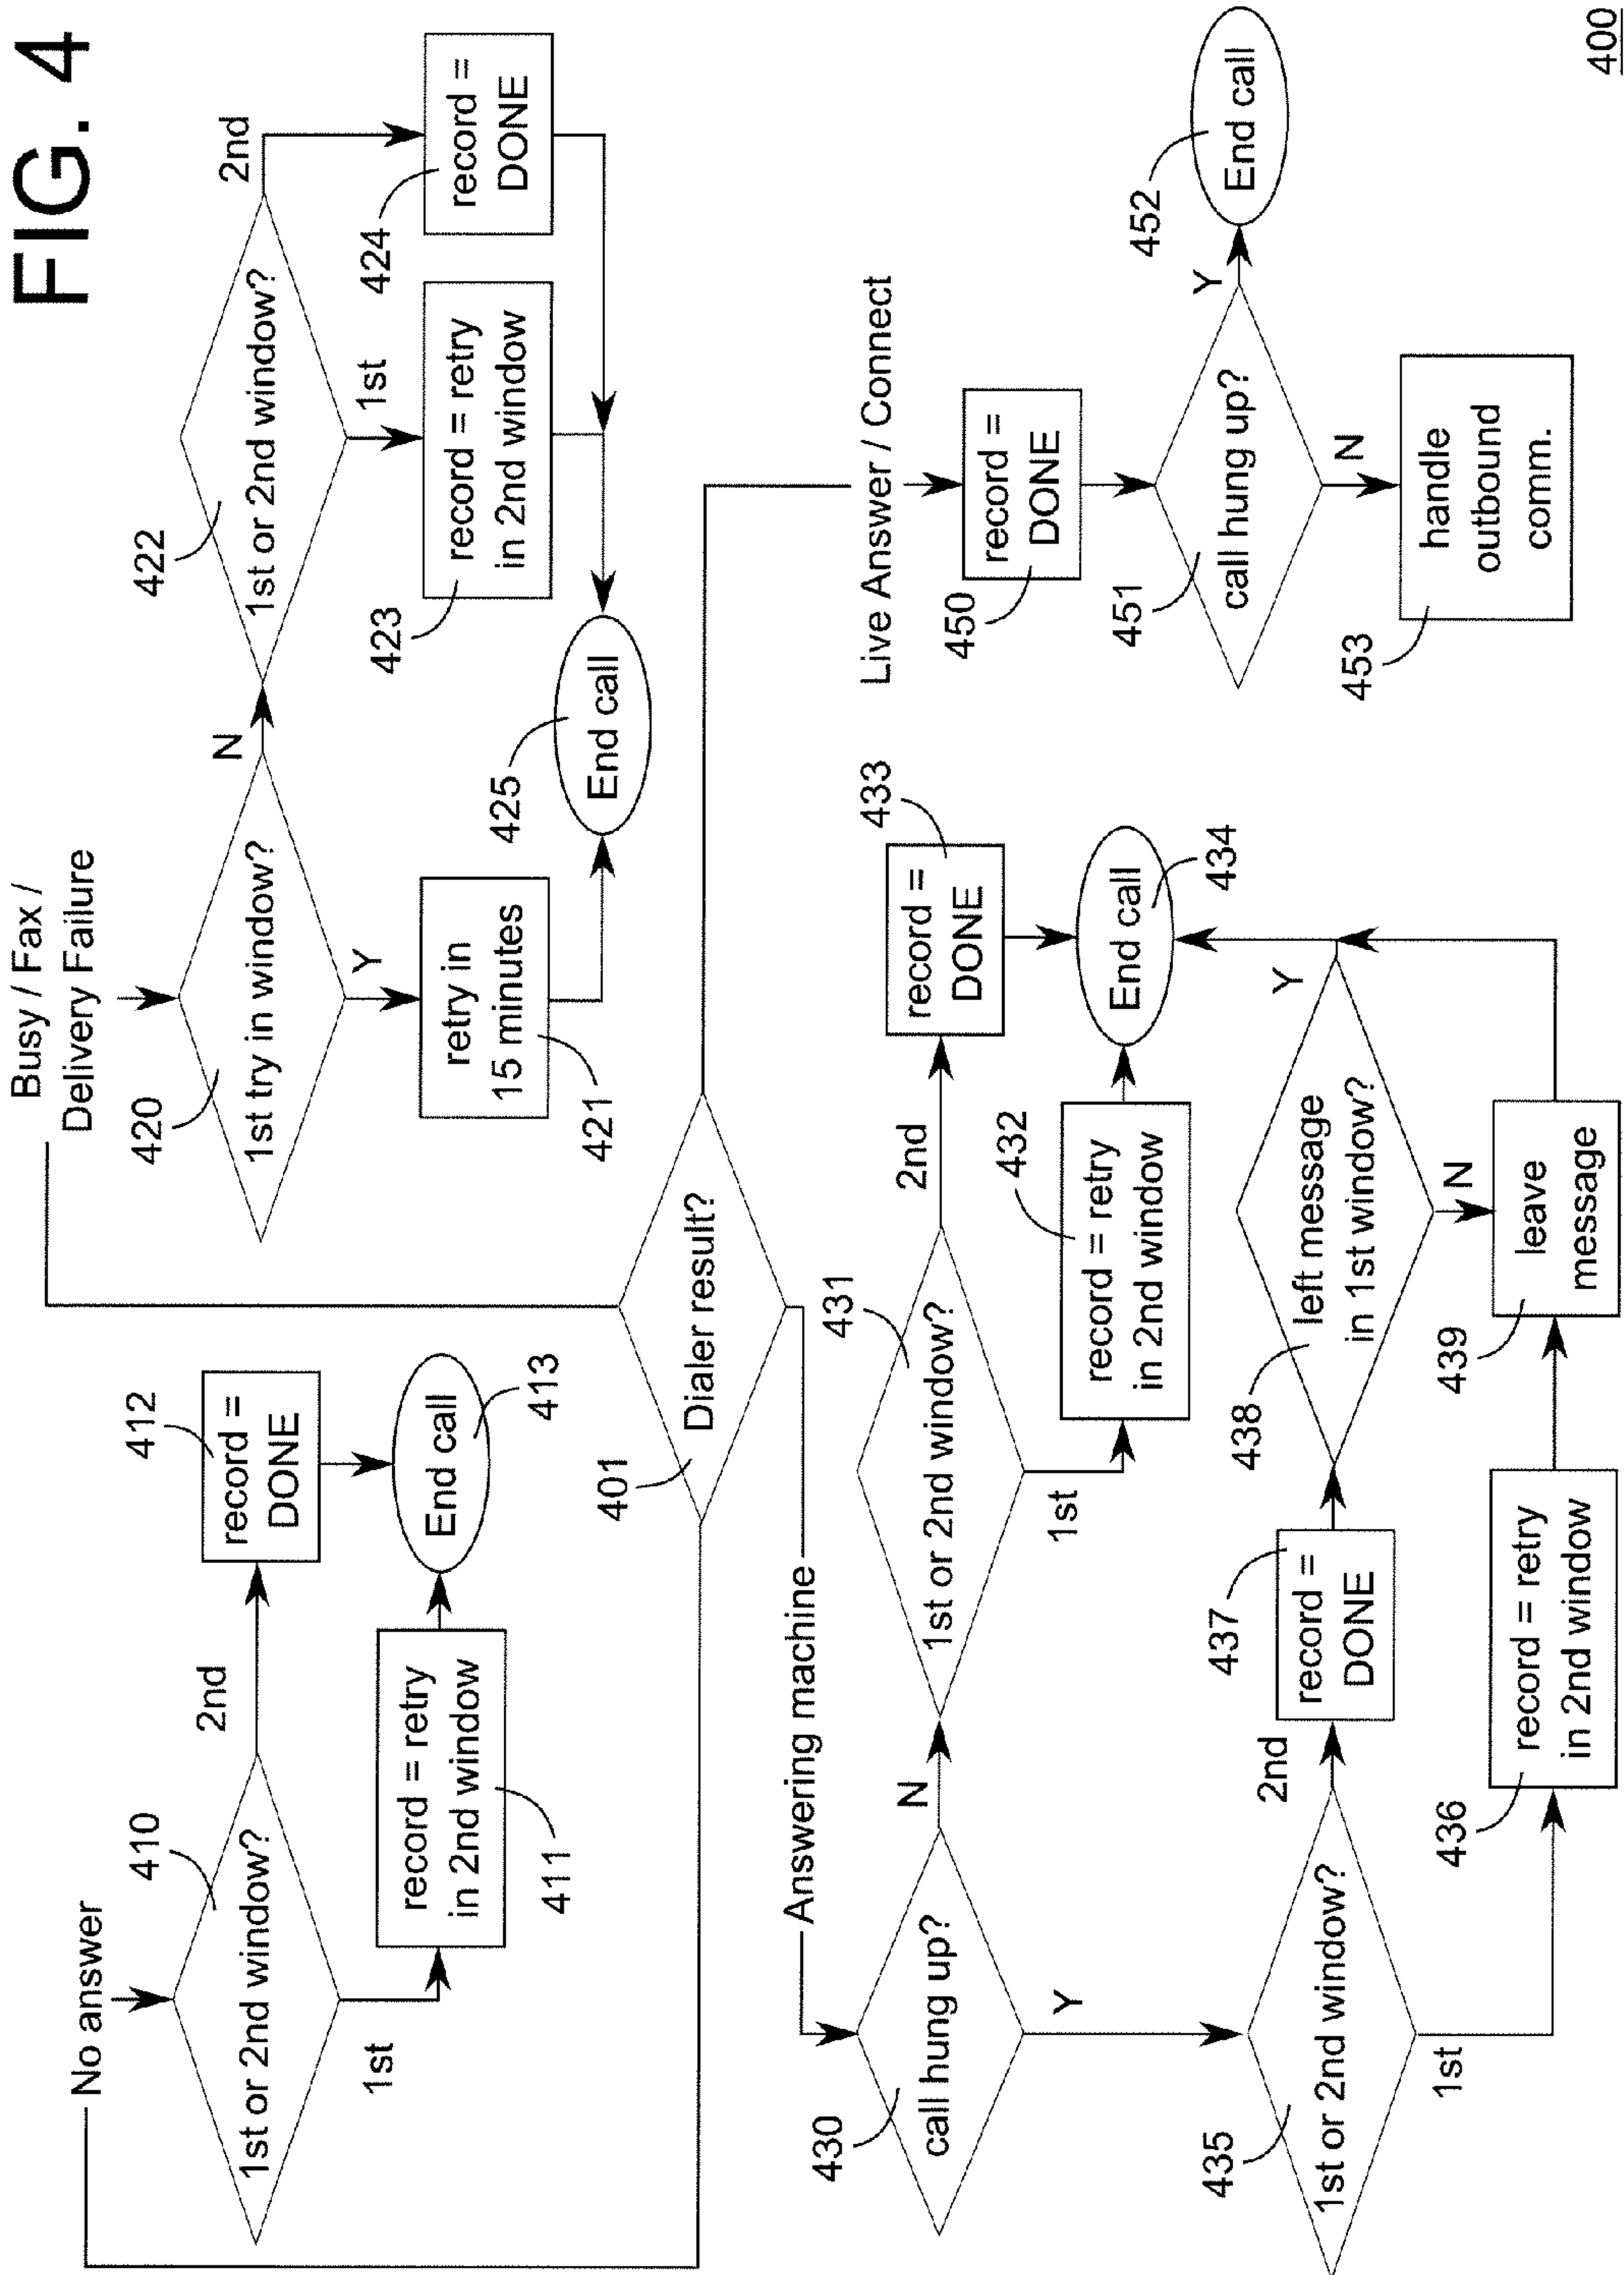 FIG. 4
No answer
410
1st or 2nd window?
2nd
1st
412
record =
DONE
record = retry
in 2nd window
411
End call
413
Busy / Fax /
Delivery Failure
420
1st try in window?
N
Y
retry in
15 minutes
421
422
1st or 2nd window?
2nd
1st
record = retry
in 2nd window
423
424
record =
DONE
425
End call
Dialer result?
401
Answering machine
430
call hung up?
N
Y
431
1st or 2nd window?
2nd
1st
433
record =
DONE
432
record = retry
in 2nd window
End call
434
435
1st or 2nd window?
2nd
1st
437
record =
DONE
436
record = retry
in 2nd window
438
left message
in 1st window?
Y
N
439
leave
message
Live Answer / Connect
450
record =
DONE
451
call hung up?
Y
N
452
End call
453
handle
outbound
comm.
400